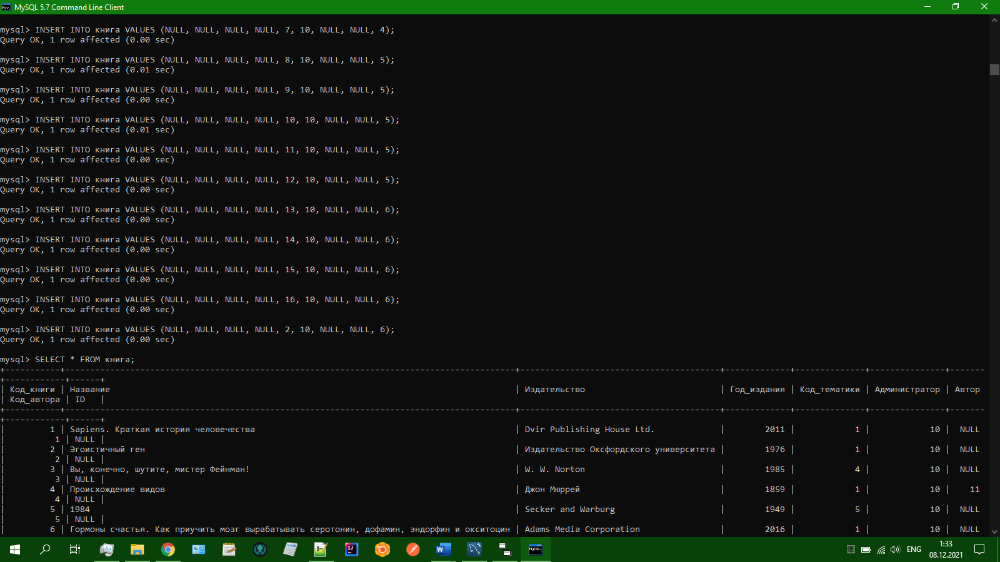 MySQL 5.7 Command Line Client
mysql> INSERT INTO книга VALUES (NULL, NULL, NULL, NULL, 7, 10, NULL, NULL, 4);
Query OK, 1 row affected (0.00 sec)
mysql> INSERT INTO книга VALUES (NULL, NULL, NULL, NULL, 8, 10, NULL, NULL, 5);
Query OK, 1 row affected (0.01 sec)
mysql> INSERT INTO книга VALUES (NULL, NULL, NULL, NULL, 9, 10, NULL, NULL, 5);
Query OK, 1 row affected (0.00 sec)
mysql> INSERT INTO книга VALUES (NULL, NULL, NULL, NULL, 10, 10, NULL, NULL, 5);
Query OK, 1 row affected (0.01 sec)
mysql> INSERT INTO книга VALUES (NULL, NULL, NULL, NULL, 11, 10, NULL, NULL, 5);
Query OK, 1 row affected (0.00 sec)
mysql> INSERT INTO книга VALUES (NULL, NULL, NULL, NULL, 12, 10, NULL, NULL, 5);
Query OK, 1 row affected (0.00 sec)
mysql> INSERT INTO книга VALUES (NULL, NULL, NULL, NULL, 13, 10, NULL, NULL, 6);
Query OK, 1 row affected (0.00 sec)
mysql> INSERT INTO книга VALUES (NULL, NULL, NULL, NULL, 14, 10, NULL, NULL, 6);
Query OK, 1 row affected (0.00 sec)
mysql> INSERT INTO книга VALUES (NULL, NULL, NULL, NULL, 15, 10, NULL, NULL, 6);
Query OK, 1 row affected (0.00 sec)
mysql> INSERT INTO книга VALUES (NULL, NULL, NULL, NULL, 16, 10, NULL, NULL, 6);
Query OK, 1 row affected (0.00 sec)
mysql> INSERT INTO книга VALUES (NULL, NULL, NULL, NULL, 2, 10, NULL, NULL, 6);
Query OK, 1 row affected (0.00 sec)
mysql> SELECT * FROM книга;
| Код_книги | Название | Издательство | Год_издания | Код_тематики | Администратор | Автор
| Код_автора | ID |
| 1 | Sapiens. Краткая история человечества | Dvir Publishing House Ltd. | 2011 | 1 | 10 | NULL
| 1 | NULL |
| 2 | Эгоистичный ген | Издательство Оксфордского университета | 1976 | 1 | 10 | NULL
| 2 | NULL |
| 3 | Вы, конечно, шутите, мистер Фейнман! | W. W. Norton | 1985 | 4 | 10 | NULL
| 3 | NULL |
| 4 | Происхождение видов | Джон Мюррей | 1859 | 1 | 10 | 11
| 4 | NULL |
| 5 | 1984 | Secker and Warburg | 1949 | 5 | 10 | NULL
| 5 | NULL |
| 6 | Гормоны счастья. Как приучить мозг вырабатывать серотонин, дофамин, эндорфин и окситоцин | Adams Media Corporation | 2016 | 1 | 10 | NULL
ENG
1:33
08.12.2021